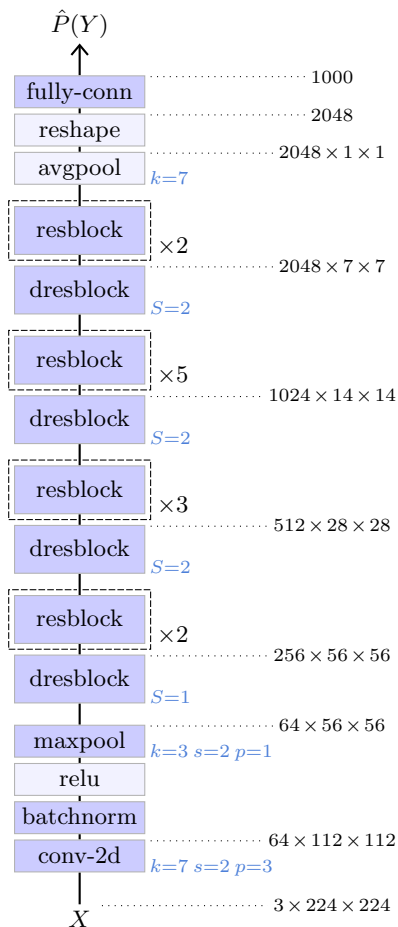 P̂(Y)
fully-conn 1000
reshape 2048
avgpool 2048 × 1 × 1
k=7
resblock ×2
dresblock 2048 × 7 × 7
S=2
resblock ×5
dresblock 1024 × 14 × 14
S=2
resblock ×3
dresblock 512 × 28 × 28
S=2
resblock ×2
dresblock 256 × 56 × 56
S=1
maxpool 64 × 56 × 56
k=3 s=2 p=1
relu
batchnorm
conv-2d 64 × 112 × 112
k=7 s=2 p=3
X 3 × 224 × 224